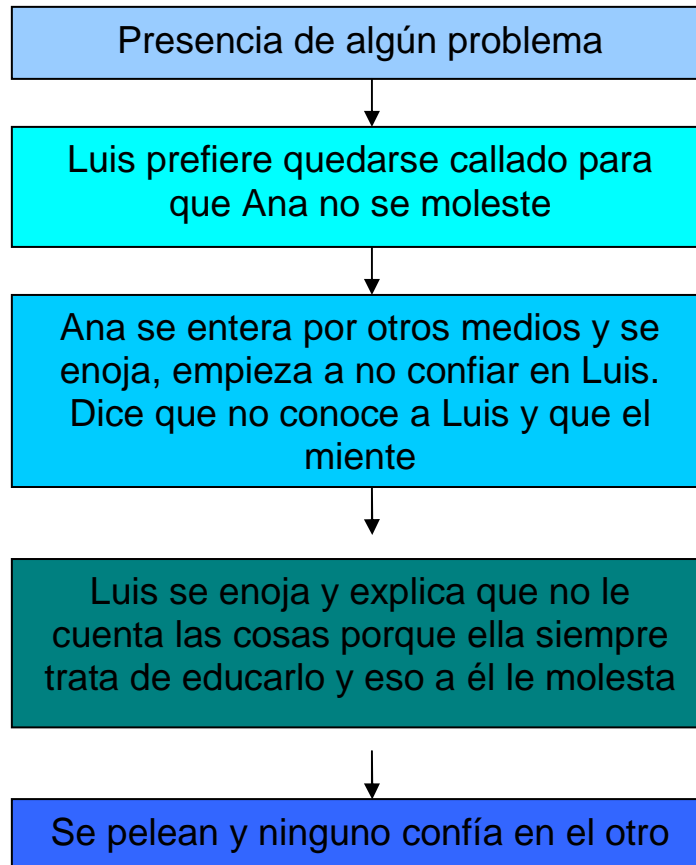 Presencia de algún problema
Luis prefiere quedarse callado para
que Ana no se moleste
Ana se entera por otros medios y se
enoja, empieza a no confiar en Luis.
Dice que no conoce a Luis y que el
miente
Luis se enoja y explica que no le
cuenta las cosas porque ella siempre
trata de educarlo y eso a él le molesta
Se pelean y ninguno confía en el otro